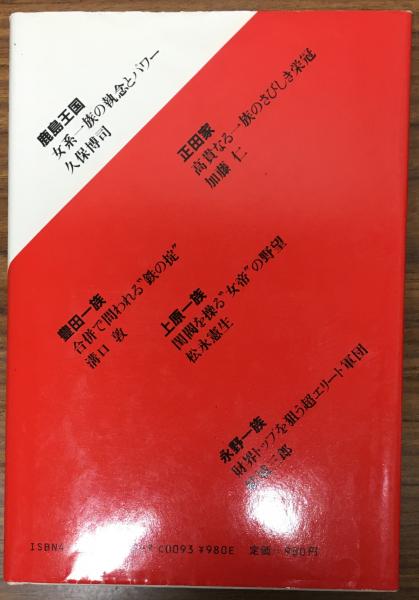 鹿島王国
女系一族の執念とパワー
久保博司
正田家
高貴なる一族のさびしき栄冠
加藤 仁
豊田一族
合併で問われる“鉄の掟”
溝口 敦
上原一族
閨閥を操る“女帝”の野望
松永憲生
永野一族
財界トップを狙う超エリート軍団
三郎
ISBN4 C0093 ¥980E 定価 980円